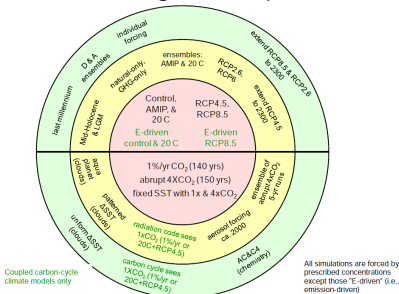 individual
forcing
D & A
ensembles
last millennium
extend RCP8.5 & RCP2.6
to 2300
ensembles:
AMIP & 20 C
natural-only,
GHG-only
RCP2.6,
RCP6
Mid-Holocene
& LGM
extend RCP4.5
to 2300
Control,
AMIP, &
20 C
RCP4.5,
RCP8.5
E-driven
control & 20 C
E-driven
RCP8.5
1%/yr CO₂ (140 yrs)
abrupt 4XCO₂ (150 yrs)
fixed SST with 1x & 4xCO₂
aqua
planet
(clouds)
ensemble of
abrupt 4xCO₂
5-yr runs
patterned
ΔSST
(clouds)
unform ΔSST
(clouds)
radiation code sees
1XCO₂ (1%/yr or
20C+RCP4.5)
aerosol forcing
ca. 2000
carbon cycle sees
1XCO₂ (1%/yr or
20C+RCP4.5)
AC&C4
(chemistry)
Coupled carbon-cycle
climate models only
All simulations are forced by
prescribed concentrations
except those "E-driven" (i.e.,
emission-driven)